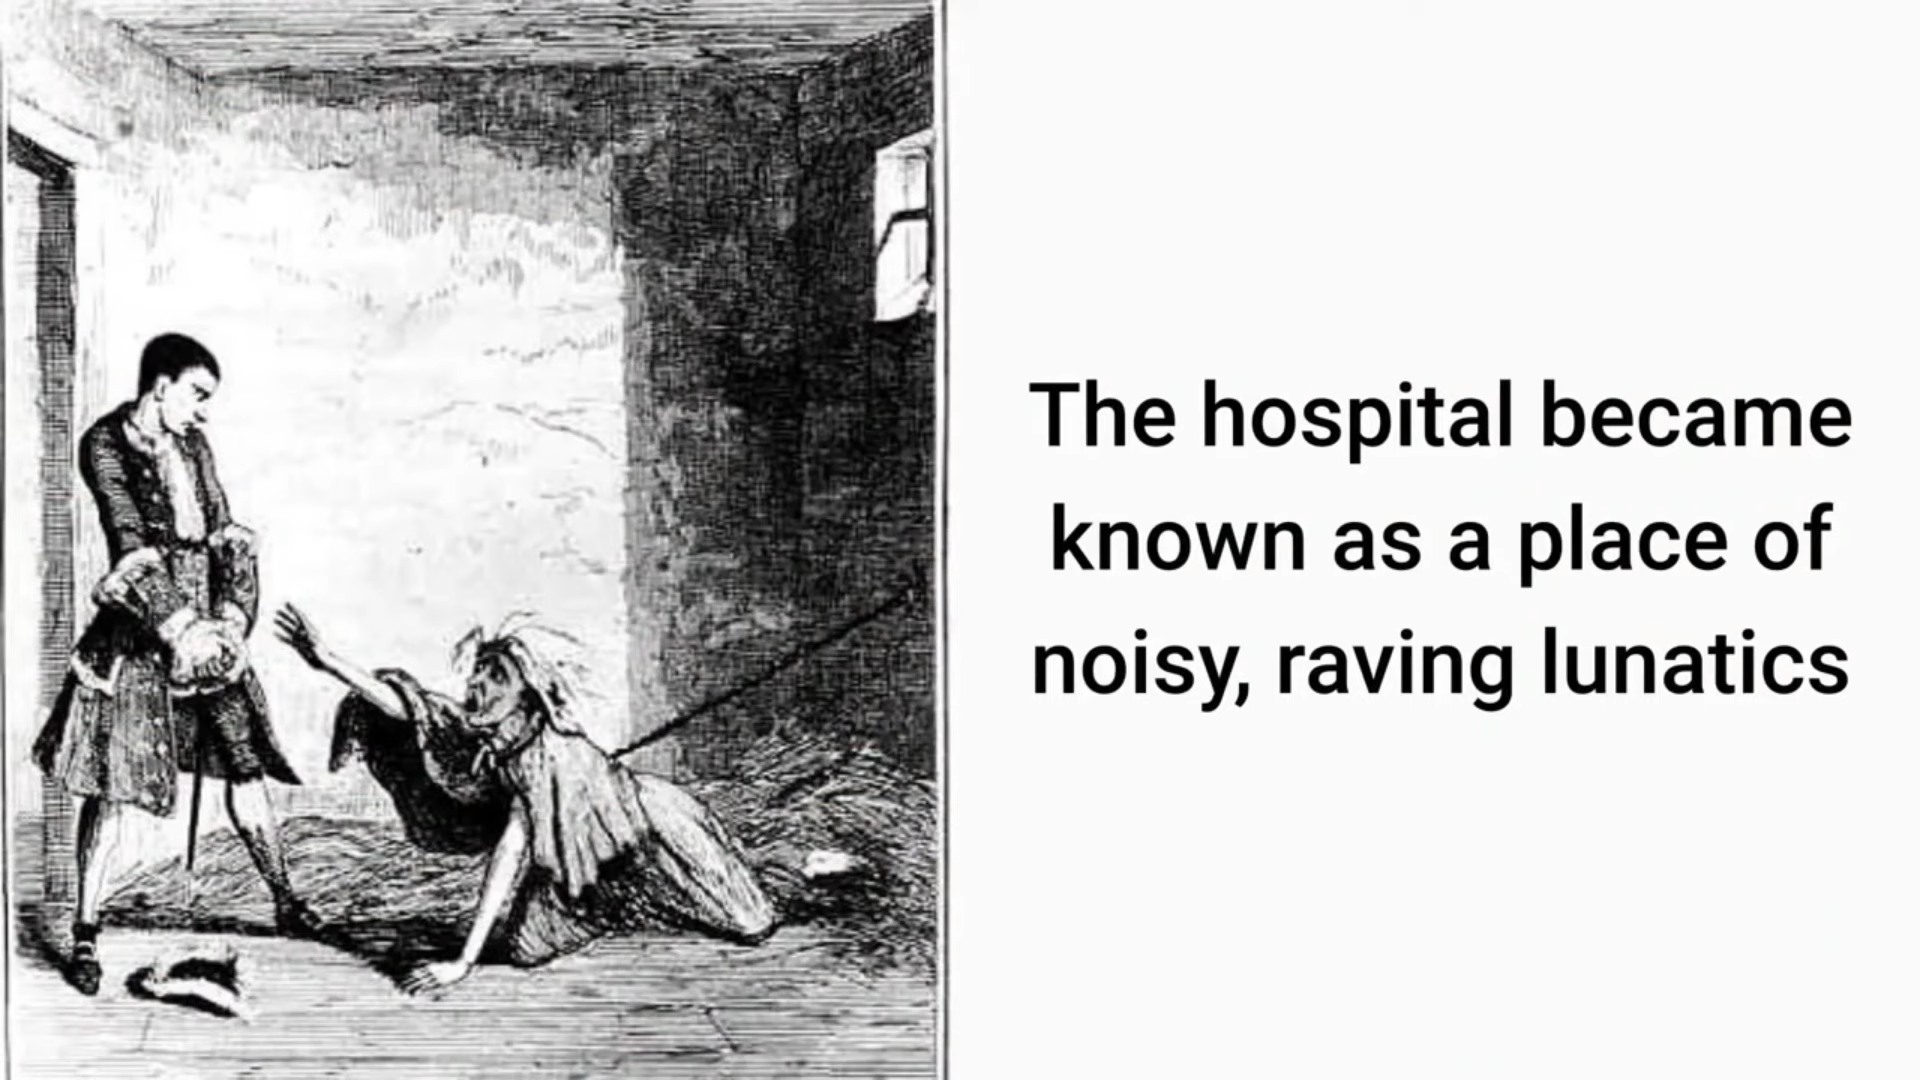 The hospital became
known as a place of
noisy, raving lunatics